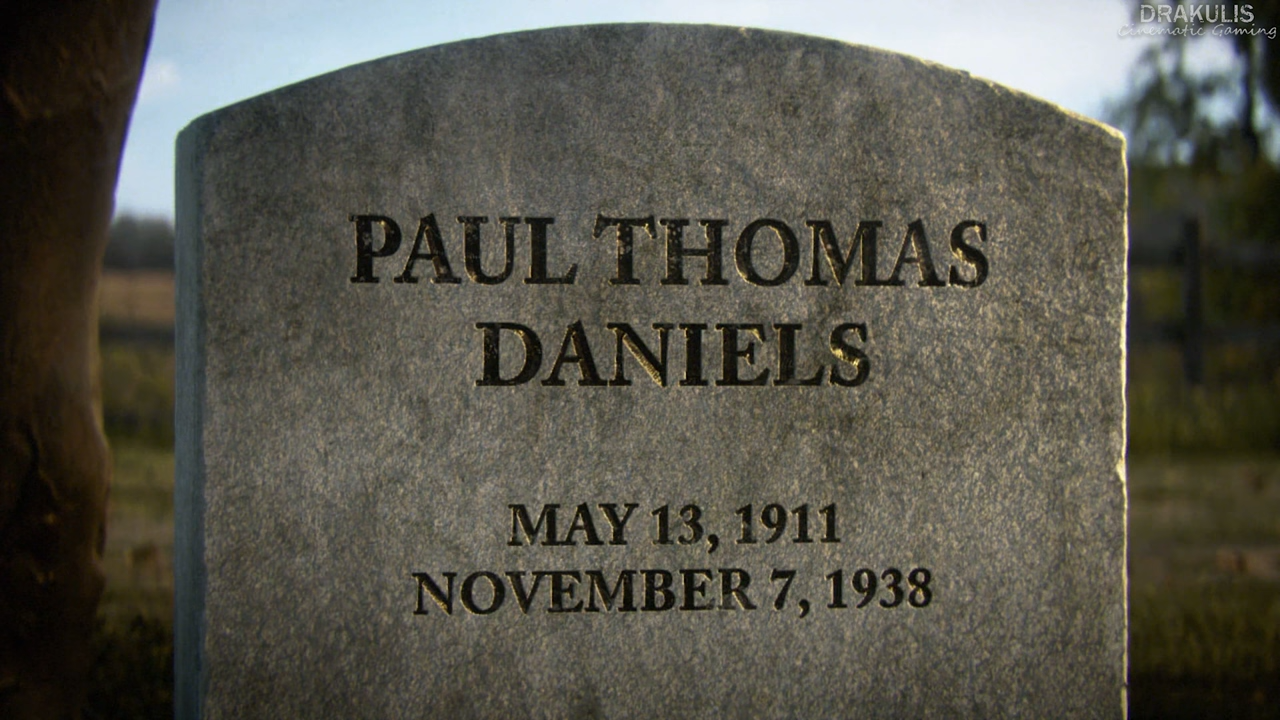 DRAKULIS
Cinematic Gaming
PAUL THOMAS
DANIELS
MAY 13, 1911
NOVEMBER 7, 1938